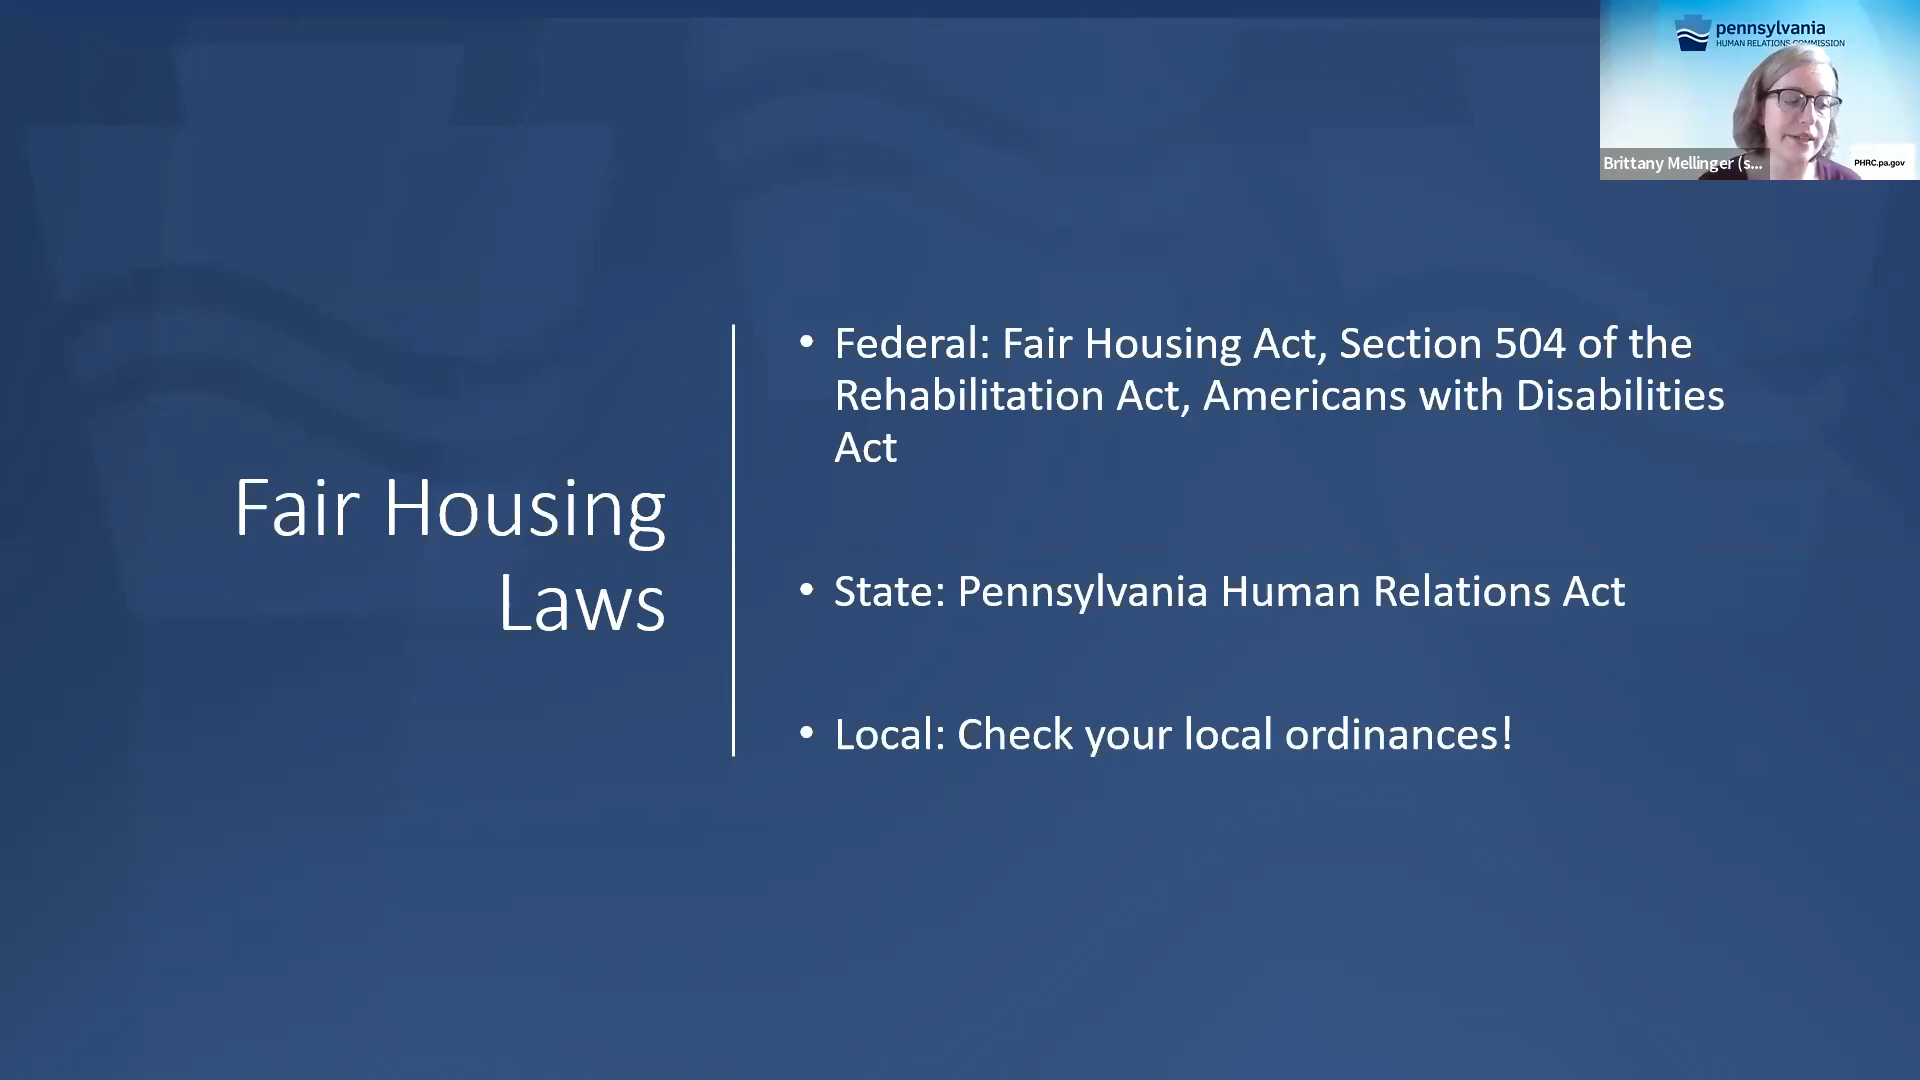 pennsylvania
HUMAN RELATIONS COMMISSION
Brittany Mellinger (s...
PHRC.pa.gov
Fair Housing
Laws
• Federal: Fair Housing Act, Section 504 of the
Rehabilitation Act, Americans with Disabilities
Act
• State: Pennsylvania Human Relations Act
• Local: Check your local ordinances!